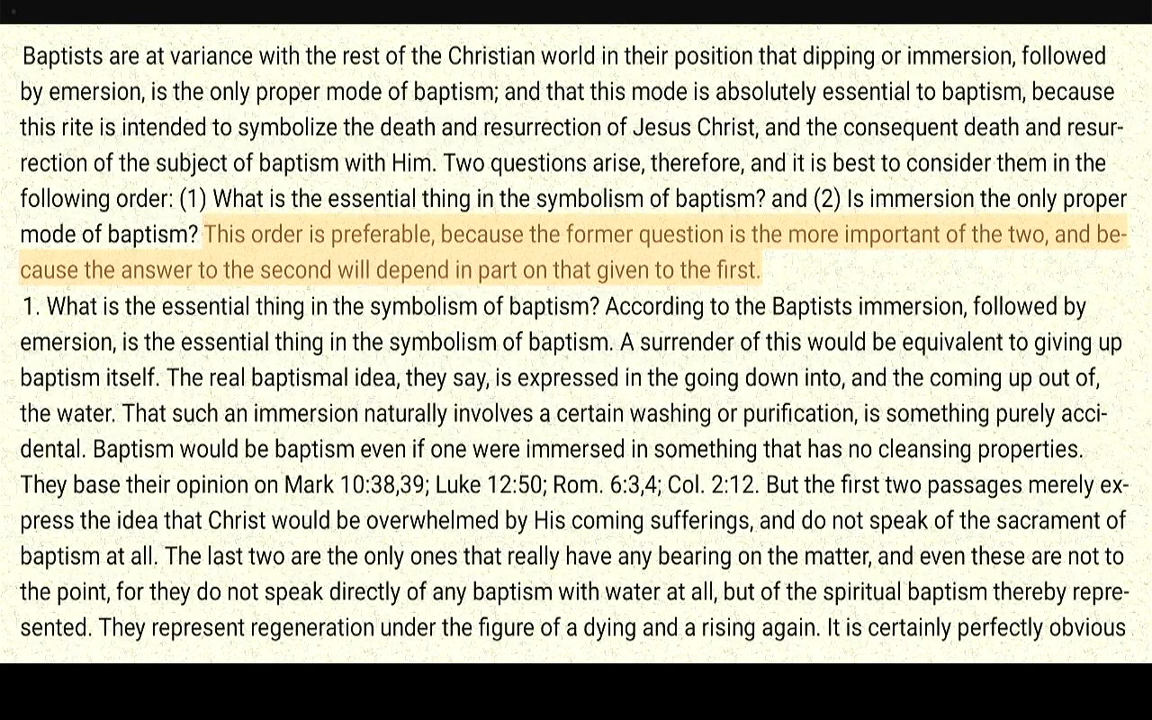 Baptists are at variance with the rest of the Christian world in their position that dipping or immersion, followed
by emersion, is the only proper mode of baptism; and that this mode is absolutely essential to baptism, because
this rite is intended to symbolize the death and resurrection of Jesus Christ, and the consequent death and resur-
rection of the subject of baptism with Him. Two questions arise, therefore, and it is best to consider them in the
following order: (1) What is the essential thing in the symbolism of baptism? and (2) Is immersion the only proper
mode of baptism? This order is preferable, because the former question is the more important of the two, and be-
cause the answer to the second will depend in part on that given to the first.
1. What is the essential thing in the symbolism of baptism? According to the Baptists immersion, followed by
emersion, is the essential thing in the symbolism of baptism. A surrender of this would be equivalent to giving up
baptism itself. The real baptismal idea, they say, is expressed in the going down into, and the coming up out of,
the water. That such an immersion naturally involves a certain washing or purification, is something purely acci-
dental. Baptism would be baptism even if one were immersed in something that has no cleansing properties.
They base their opinion on Mark 10:38,39; Luke 12:50; Rom. 6:3,4; Col. 2:12. But the first two passages merely ex-
press the idea that Christ would be overwhelmed by His coming sufferings, and do not speak of the sacrament of
baptism at all. The last two are the only ones that really have any bearing on the matter, and even these are not to
the point, for they do not speak directly of any baptism with water at all, but of the spiritual baptism thereby repre-
sented. They represent regeneration under the figure of a dying and a rising again. It is certainly perfectly obvious